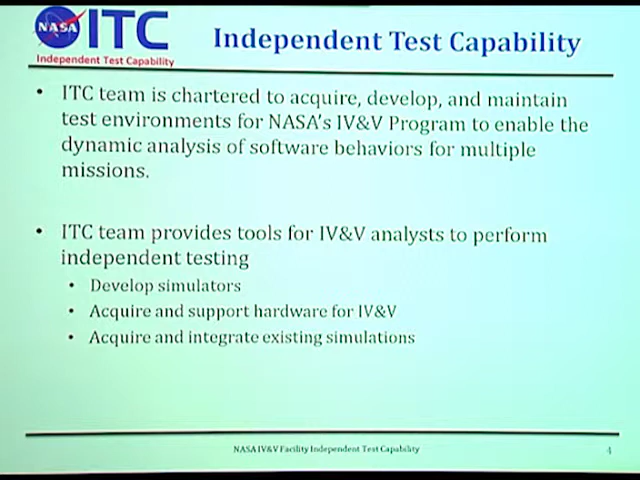 NASA
ITC
Independent Test Capability
Independent Test Capability
• ITC team is chartered to acquire, develop, and maintain
test environments for NASA's IV&V Program to enable the
dynamic analysis of software behaviors for multiple
missions.
• ITC team provides tools for IV&V analysts to perform
independent testing
• Develop simulators
• Acquire and support hardware for IV&V
• Acquire and integrate existing simulations
NASA IV&V Facility Independent Test Capability
4